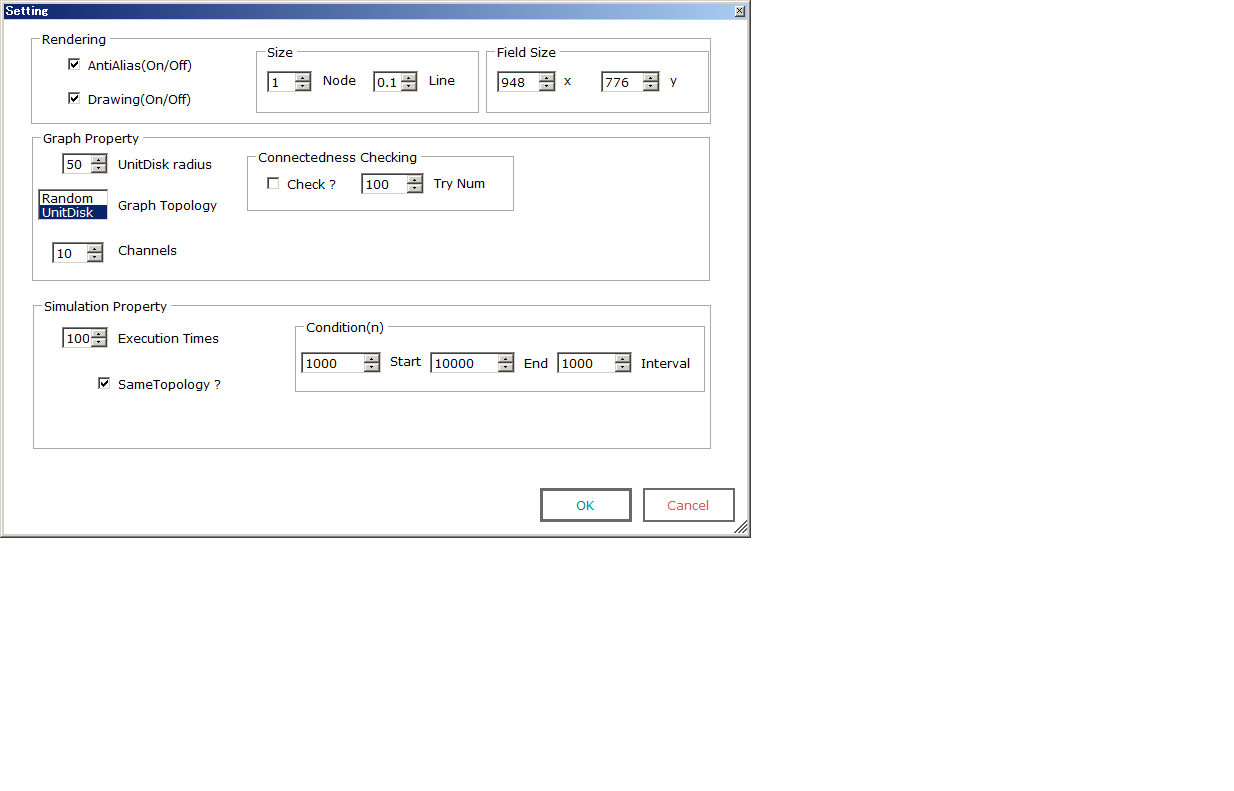 Setting
Rendering
AntiAlias(On/Off)
Drawing(On/Off)
Size
1 Node 0.1 Line
Field Size
948 x 776 y
Graph Property
50 UnitDisk radius
Random
UnitDisk
Graph Topology
10 Channels
Connectedness Checking
Check ? 100 Try Num
Simulation Property
100 Execution Times
SameTopology ?
Condition(n)
1000 Start 10000 End 1000 Interval
OK Cancel